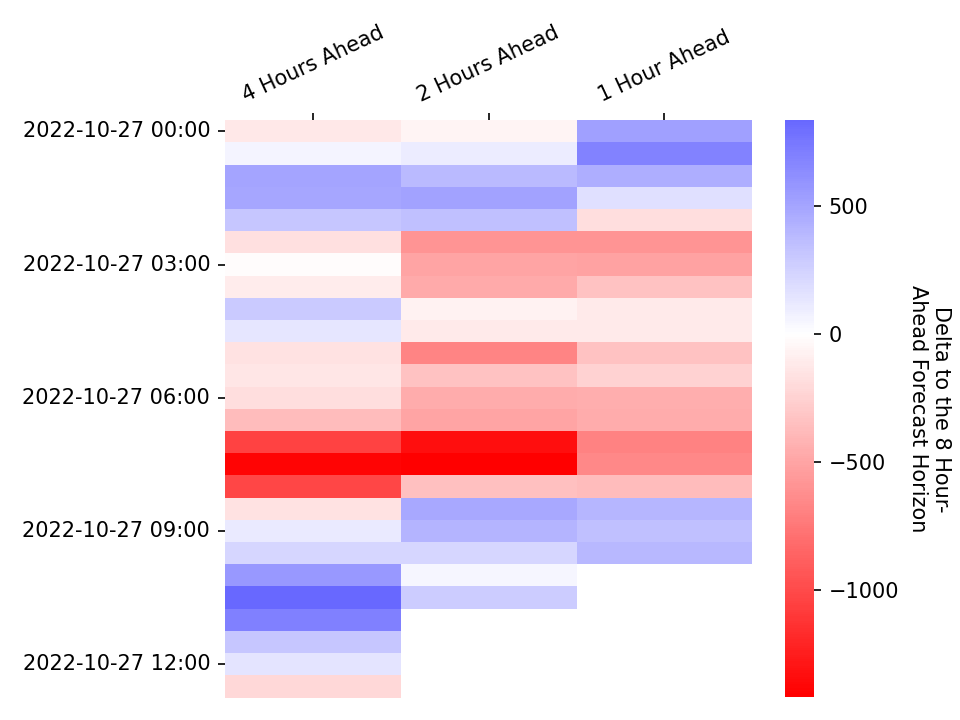 4 Hours Ahead
2 Hours Ahead
1 Hour Ahead
2022-10-27 00:00
2022-10-27 03:00
2022-10-27 06:00
2022-10-27 09:00
2022-10-27 12:00
500
0
−500
−1000
Delta to the 8 Hour-
Ahead Forecast Horizon